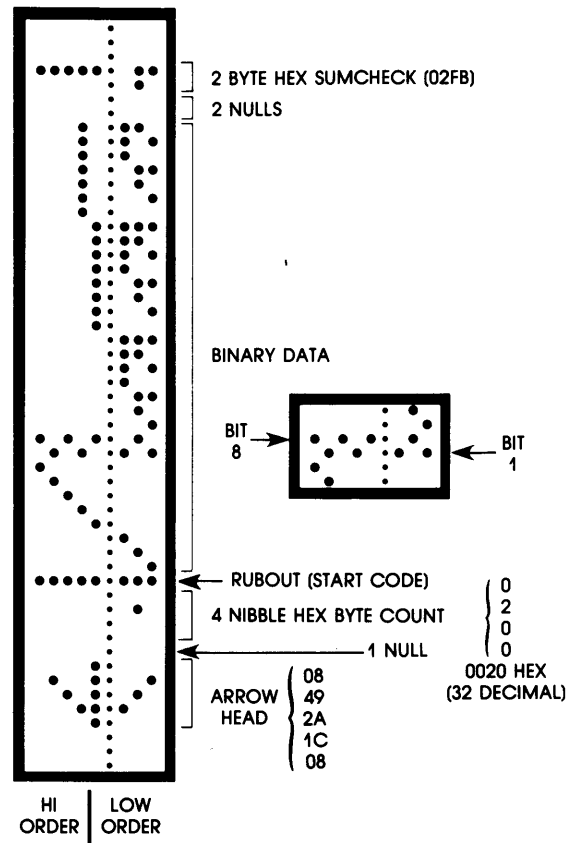 2 BYTE HEX SUMCHECK (02FB)
2 NULLS
BINARY DATA
BIT
8
BIT
1
RUBOUT (START CODE)
4 NIBBLE HEX BYTE COUNT
0
2
0
0
1 NULL
0020 HEX
(32 DECIMAL)
ARROW
HEAD
08
49
2A
1C
08
HI
ORDER
LOW
ORDER